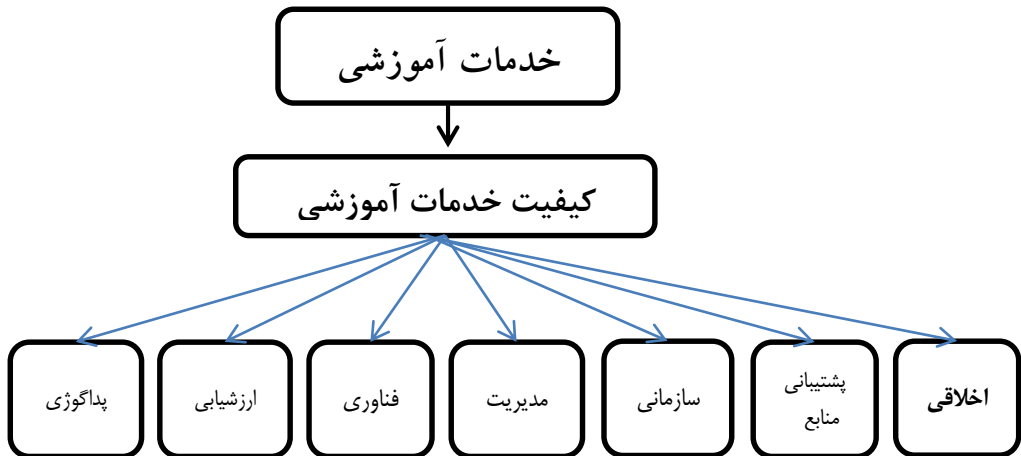 خدمات آموزشی
کیفیت خدمات آموزشی
اخلاقی
پشتیبانی
منابع
سازمانی
مدیریت
فناوری
ارزشیابی
پداگوژی